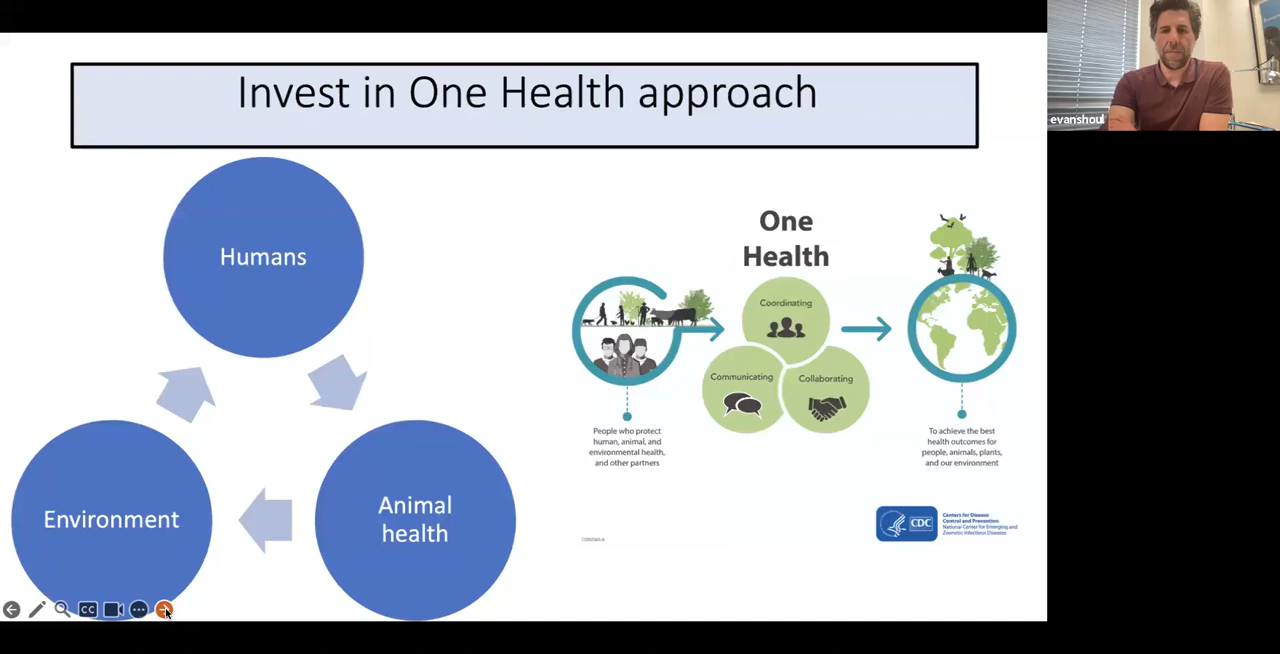 Invest in One Health approach
evanshoul
Humans
Environment
Animal
health
One
Health
Coordinating
Communicating
Collaborating
People who protect
human, animal, and
environmental health,
and other partners
To achieve the best
health outcomes for
people, animals, plants,
and our environment
CDC
Centers for Disease
Control and Prevention
National Center for Emerging and
Zoonotic Infectious Diseases
CC